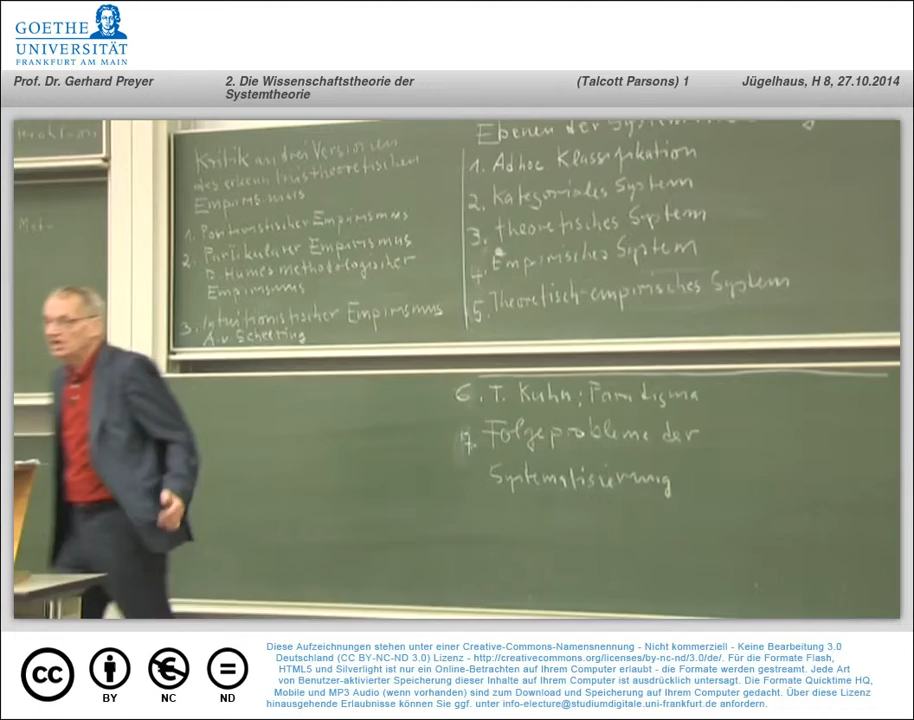 GOETHE
UNIVERSITÄT
FRANKFURT AM MAIN
Prof. Dr. Gerhard Preyer
2. Die Wissenschaftstheorie der
Systemtheorie
(Talcott Parsons) 1
Jügelhaus, H 8, 27.10.2014
Kritik an drei Versionen
des erkenntnistheoretischen
Empirismus
1. Positivistischer Empirismus
2. Partikularer Empirismus
D. Humes methodologischer
Empirismus
3. Intuitionistischer Empirismus
A. v. Schelting
Ebenen der
1. Ad hoc Klassifikation
2. Kategoriales System
3. theoretisches System
4. Empirisches System
5. Theoretisch-empirisches System
6. T. Kuhn: Paradigma
7. Folgeprobleme der
Systematisierung
Met-
cc
BY
NC
ND
Diese Aufzeichnungen stehen unter einer Creative-Commons-Namensnennung - Nicht kommerziell - Keine Bearbeitung 3.0
Deutschland (CC BY-NC-ND 3.0) Lizenz - http://creativecommons.org/licenses/by-nc-nd/3.0/de/. Für die Formate Flash,
HTML5 und Silverlight ist nur ein Online-Betrachten auf Ihrem Computer erlaubt - die Formate werden gestreamt. Jede Art
von Benutzer-aktivierter Speicherung dieser Inhalte auf Ihrem Computer ist ausdrücklich untersagt. Die Formate Quicktime HQ,
Mobile und MP3 Audio (wenn vorhanden) sind zum Download und Speicherung auf Ihrem Computer gedacht. Über diese Lizenz
hinausgehende Erlaubnisse können Sie ggf. unter info-electure@studiumdigitale.uni-frankfurt.de anfordern.